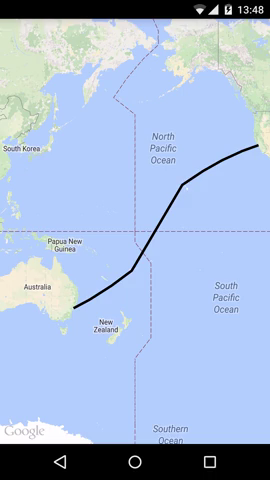 13:48
North
Pacific
Ocean
South Korea
Papua New
Guinea
Australia
South
Pacific
Ocean
New
Zealand
Google
Southern
Ocean